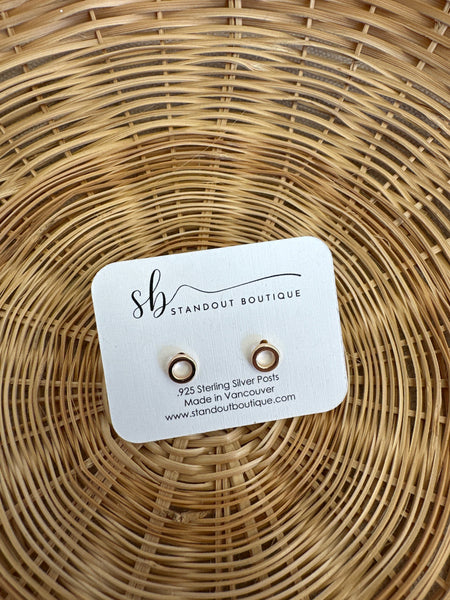 sb
STANDOUT BOUTIQUE
.925 Sterling Silver Posts
Made in Vancouver
www.standoutboutique.com